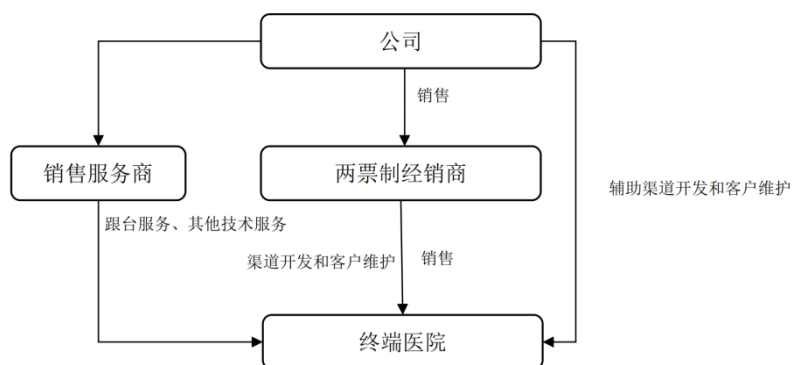 公司
销售
销售服务商
两票制经销商
辅助渠道开发和客户维护
跟台服务、其他技术服务
渠道开发和客户维护
销售
终端医院